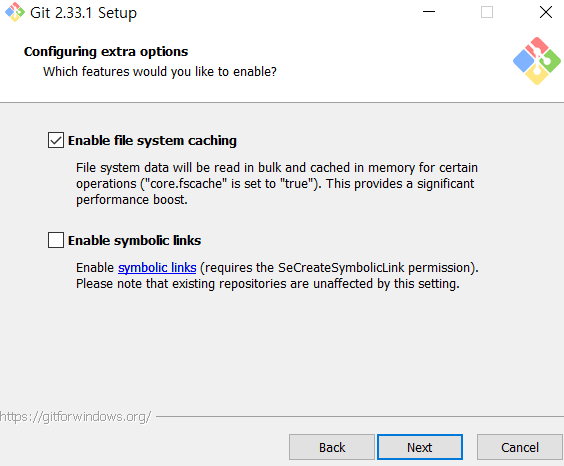 Git 2.33.1 Setup
Configuring extra options
Which features would you like to enable?
Enable file system caching
File system data will be read in bulk and cached in memory for certain
operations ("core.fscache" is set to "true"). This provides a significant
performance boost.
Enable symbolic links
Enable symbolic links (requires the SeCreateSymbolicLink permission).
Please note that existing repositories are unaffected by this setting.
https://gitforwindows.org/
Back Next Cancel